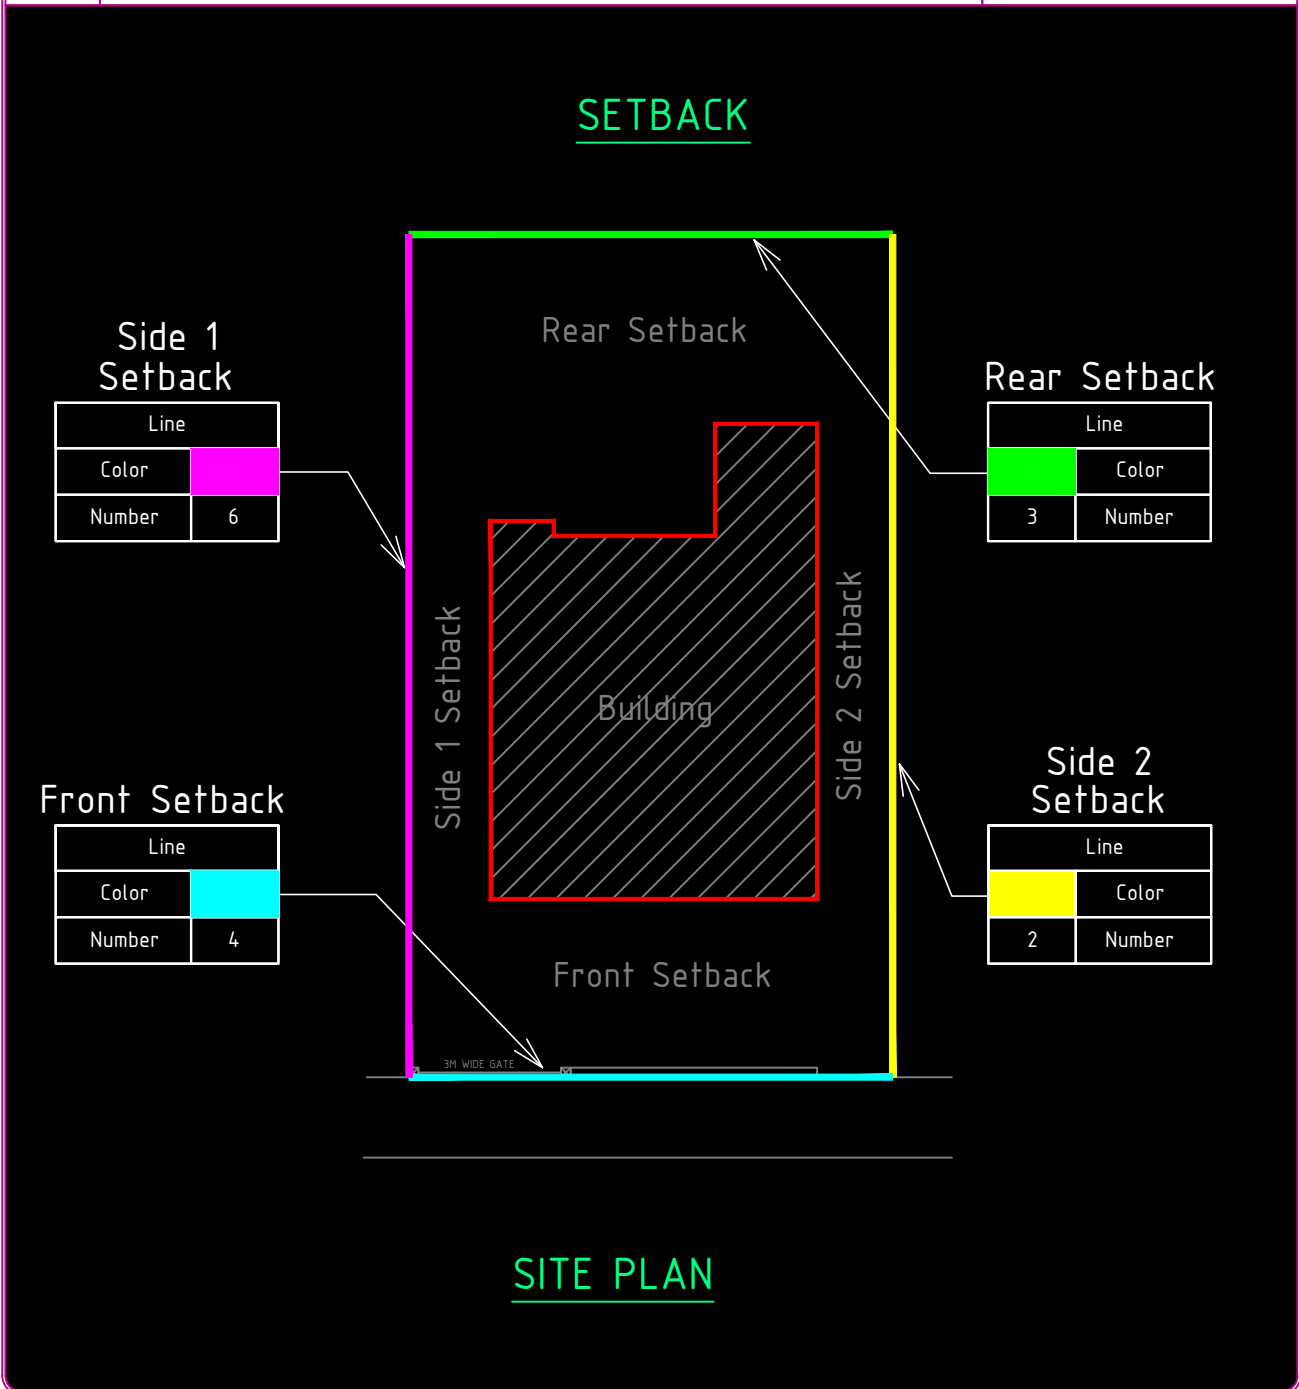 SETBACK
Rear Setback
Side 1
Setback
Line
Color
Number 6
Rear Setback
Line
Color
3 Number
Side 1 Setback
Building
Side 2 Setback
Front Setback
Line
Color
Number 4
Side 2
Setback
Line
Color
2 Number
Front Setback
3M WIDE GATE
SITE PLAN